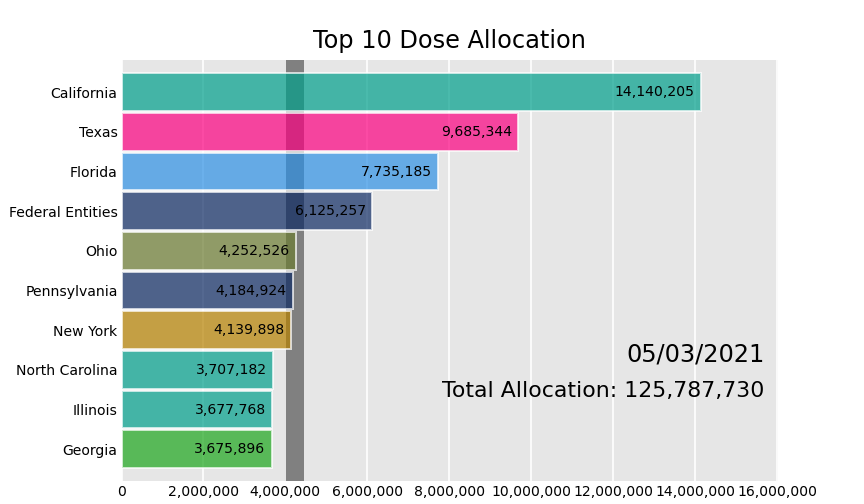 Top 10 Dose Allocation
California 14,140,205
Texas 9,685,344
Florida 7,735,185
Federal Entities 6,125,257
Ohio 4,252,526
Pennsylvania 4,184,924
New York 4,139,898
05/03/2021
North Carolina 3,707,182
Total Allocation: 125,787,730
Illinois 3,677,768
Georgia 3,675,896
0 2,000,000 4,000,000 6,000,000 8,000,000 10,000,000 12,000,000 14,000,000 16,000,000